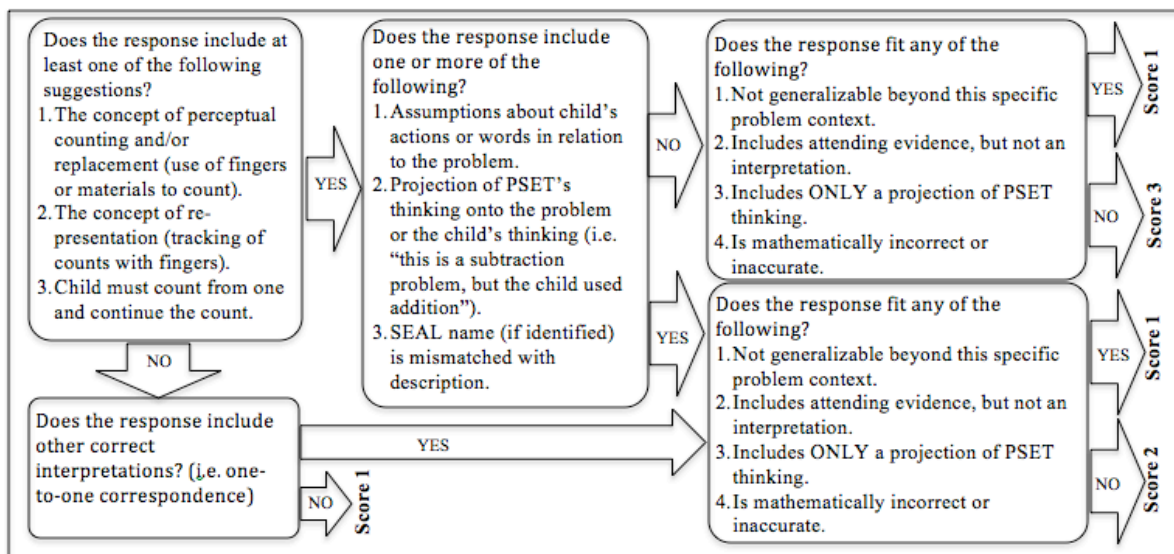 Does the response include at
least one of the following
suggestions?
1.The concept of perceptual
counting and/or
replacement (use of fingers
or materials to count).
2.The concept of re-
presentation (tracking of
counts with fingers).
3.Child must count from one
and continue the count.
YES
NO
Does the response include
one or more of the
following?
1.Assumptions about child's
actions or words in relation
to the problem.
2.Projection of PSET's
thinking onto the problem
or the child's thinking (i.e.
"this is a subtraction
problem, but the child used
addition").
3.SEAL name (if identified)
is mismatched with
description.
NO
YES
Does the response fit any of the
following?
1.Not generalizable beyond this specific
problem context.
2.Includes attending evidence, but not an
interpretation.
3.Includes ONLY a projection of PSET
thinking.
4.Is mathematically incorrect or
inaccurate.
YES
Score 1
NO
Score 3
Does the response include
other correct
interpretations? (i.e. one-
to-one correspondence)
YES
NO
Score 1
Does the response fit any of the
following?
1.Not generalizable beyond this specific
problem context.
2.Includes attending evidence, but not an
interpretation.
3.Includes ONLY a projection of PSET
thinking.
4.Is mathematically incorrect or
inaccurate.
YES
Score 1
NO
Score 2